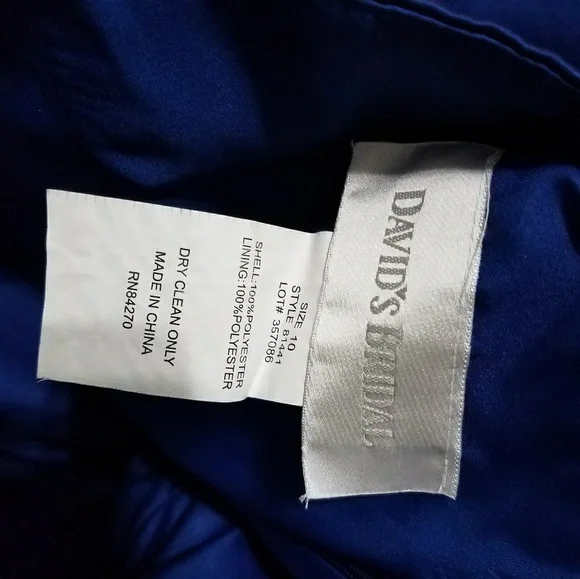 DAVID'S BRIDAL
SIZE 10
STYLE 81441
LOT# 357086
SHELL:100%POLYESTER
LINING:100%POLYESTER
DRY CLEAN ONLY
MADE IN CHINA
RN84270